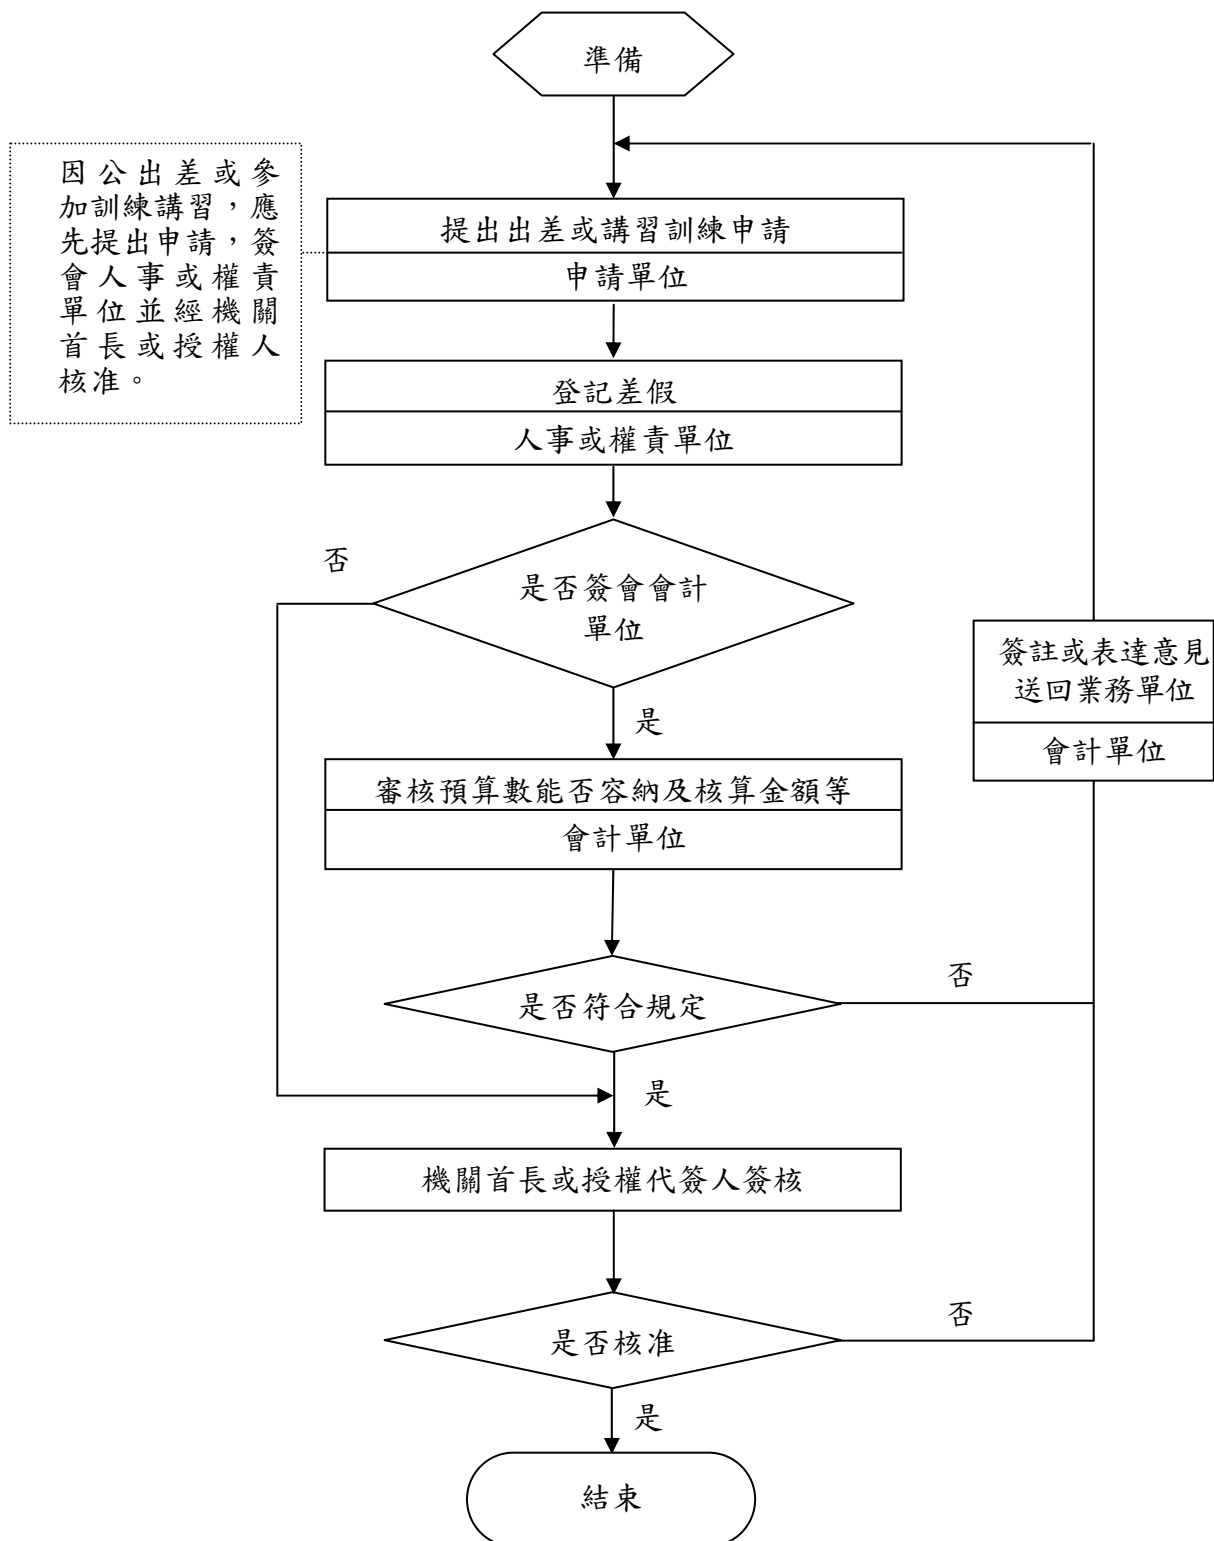 準備
因公出差或參
加訓練講習，應
先提出申請，簽
會人事或權責
單位並經機關
首長或授權人
核准。
提出出差或講習訓練申請
申請單位
登記差假
人事或權責單位
否
是否簽會會計
單位
是
簽註或表達意見
送回業務單位
會計單位
審核預算數能否容納及核算金額等
會計單位
是否符合規定
否
是
機關首長或授權代簽人簽核
是否核准
否
是
結束